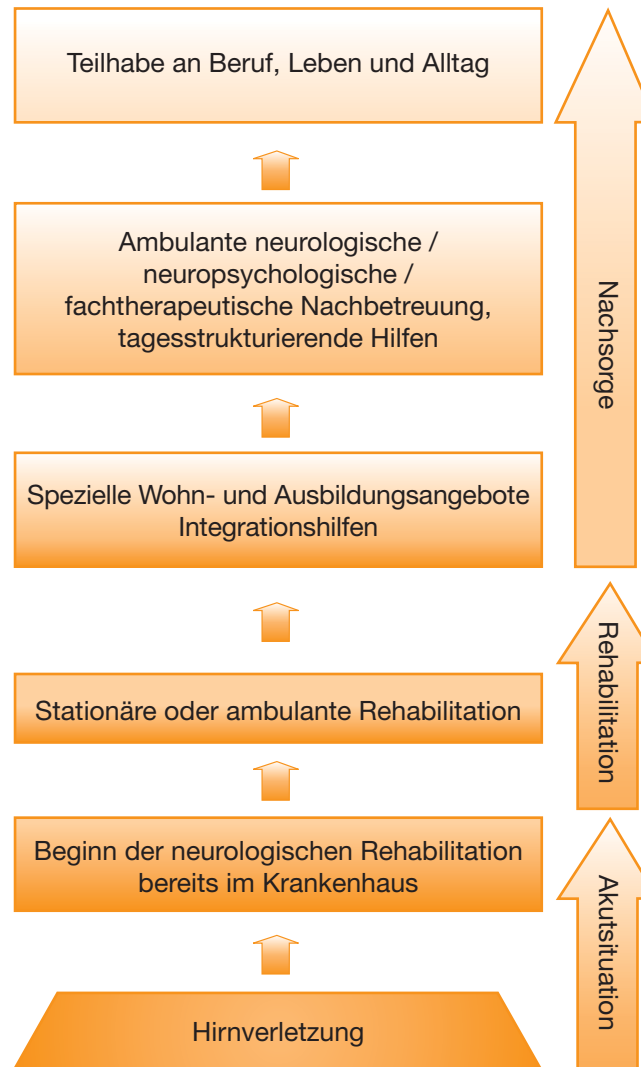 Teilhabe an Beruf, Leben und Alltag
Ambulante neurologische /
neuropsychologische /
fachtherapeutische Nachbetreuung,
tagesstrukturierende Hilfen
Spezielle Wohn- und Ausbildungsangebote
Integrationshilfen
Stationäre oder ambulante Rehabilitation
Beginn der neurologischen Rehabilitation
bereits im Krankenhaus
Hirnverletzung
Nachsorge
Rehabilitation
Akutsituation